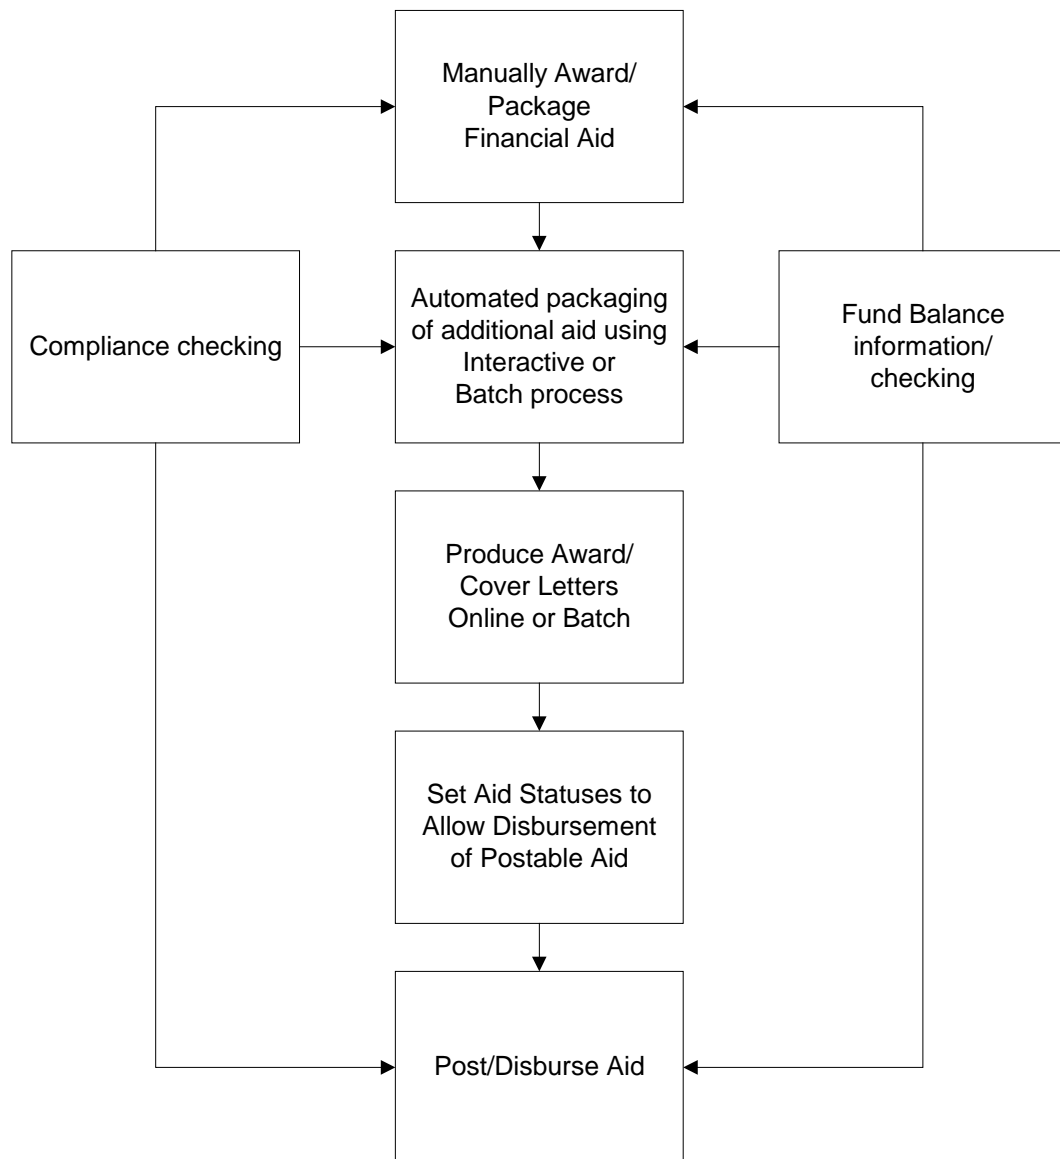 Manually Award/
Package
Financial Aid
Compliance checking
Automated packaging
of additional aid using
Interactive or
Batch process
Fund Balance
information/
checking
Produce Award/
Cover Letters
Online or Batch
Set Aid Statuses to
Allow Disbursement
of Postable Aid
Post/Disburse Aid